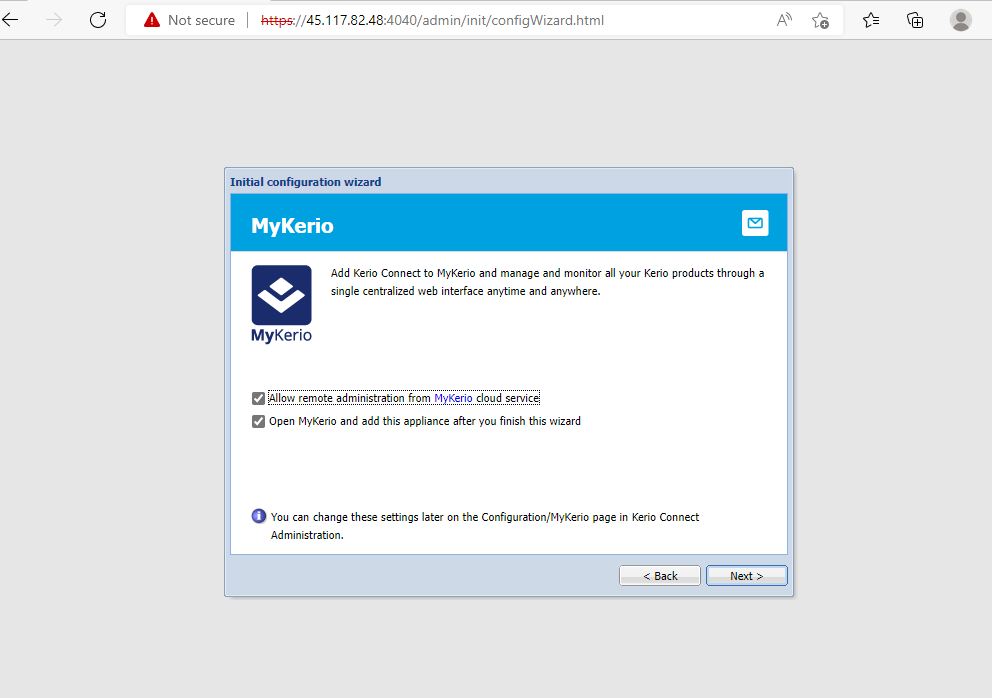 Not secure
https://45.117.82.48:4040/admin/init/configWizard.html
Initial configuration wizard
MyKerio
Add Kerio Connect to MyKerio and manage and monitor all your Kerio products through a
single centralized web interface anytime and anywhere.
MyKerio
Allow remote administration from MyKerio cloud service
Open MyKerio and add this appliance after you finish this wizard
You can change these settings later on the Configuration/MyKerio page in Kerio Connect
Administration.
< Back
Next >